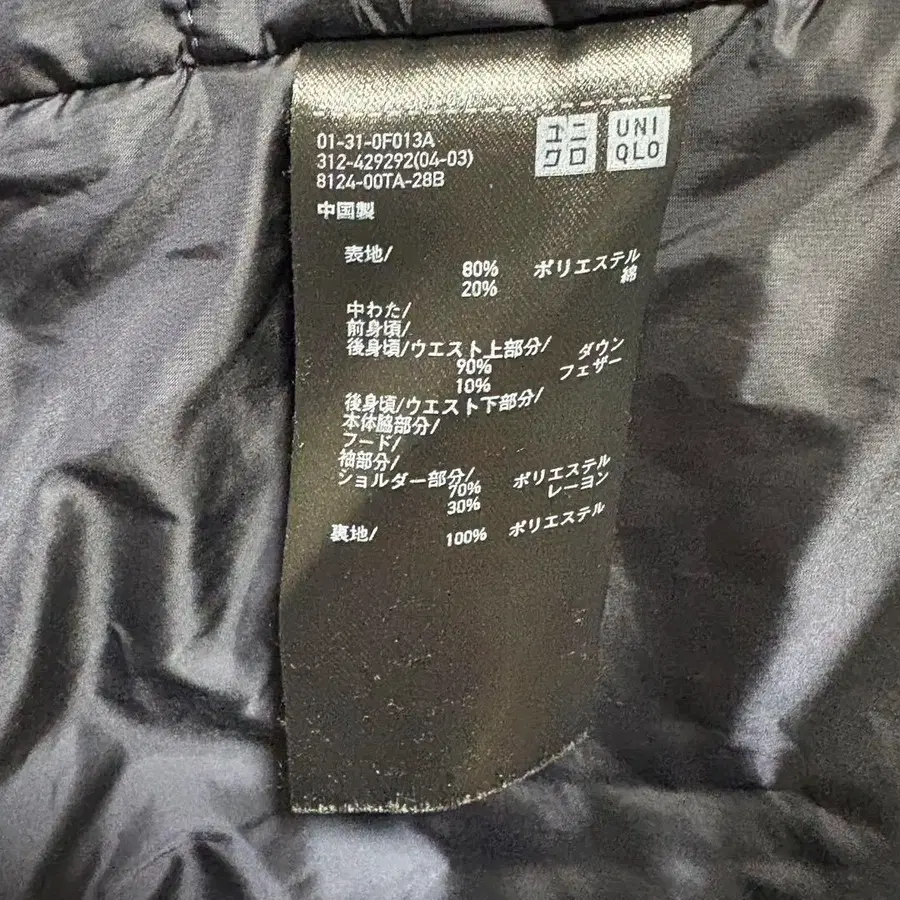 01-31-0F013A
312-429292(04-03)
8124-00TA-28B
ユニクロ
UNIQLO
中国製
表地/
80% ポリエステル
20% 綿
中わた/
前身頃/
後身頃/ウエスト上部分/
90% ダウン
10% フェザー
後身頃/ウエスト下部分/
本体脇部分/
フード/
袖部分/
ショルダー部分/
70% ポリエステル
30% レーヨン
裏地/ 100% ポリエステル